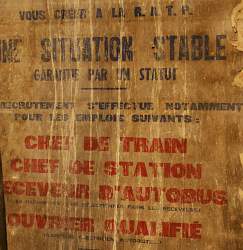 VOUS CREER A LA R.A.T.P.
UNE SITUATION STABLE
GARANTIE PAR UN STATUT
RECRUTEMENT S'EFFECTUE NOTAMMENT
POUR LES EMPLOIS SUIVANTS :
CHEF DE TRAIN
CHEF DE STATION
RECEVEUR D'AUTOBUS
OUVRIER QUALIFIÉ